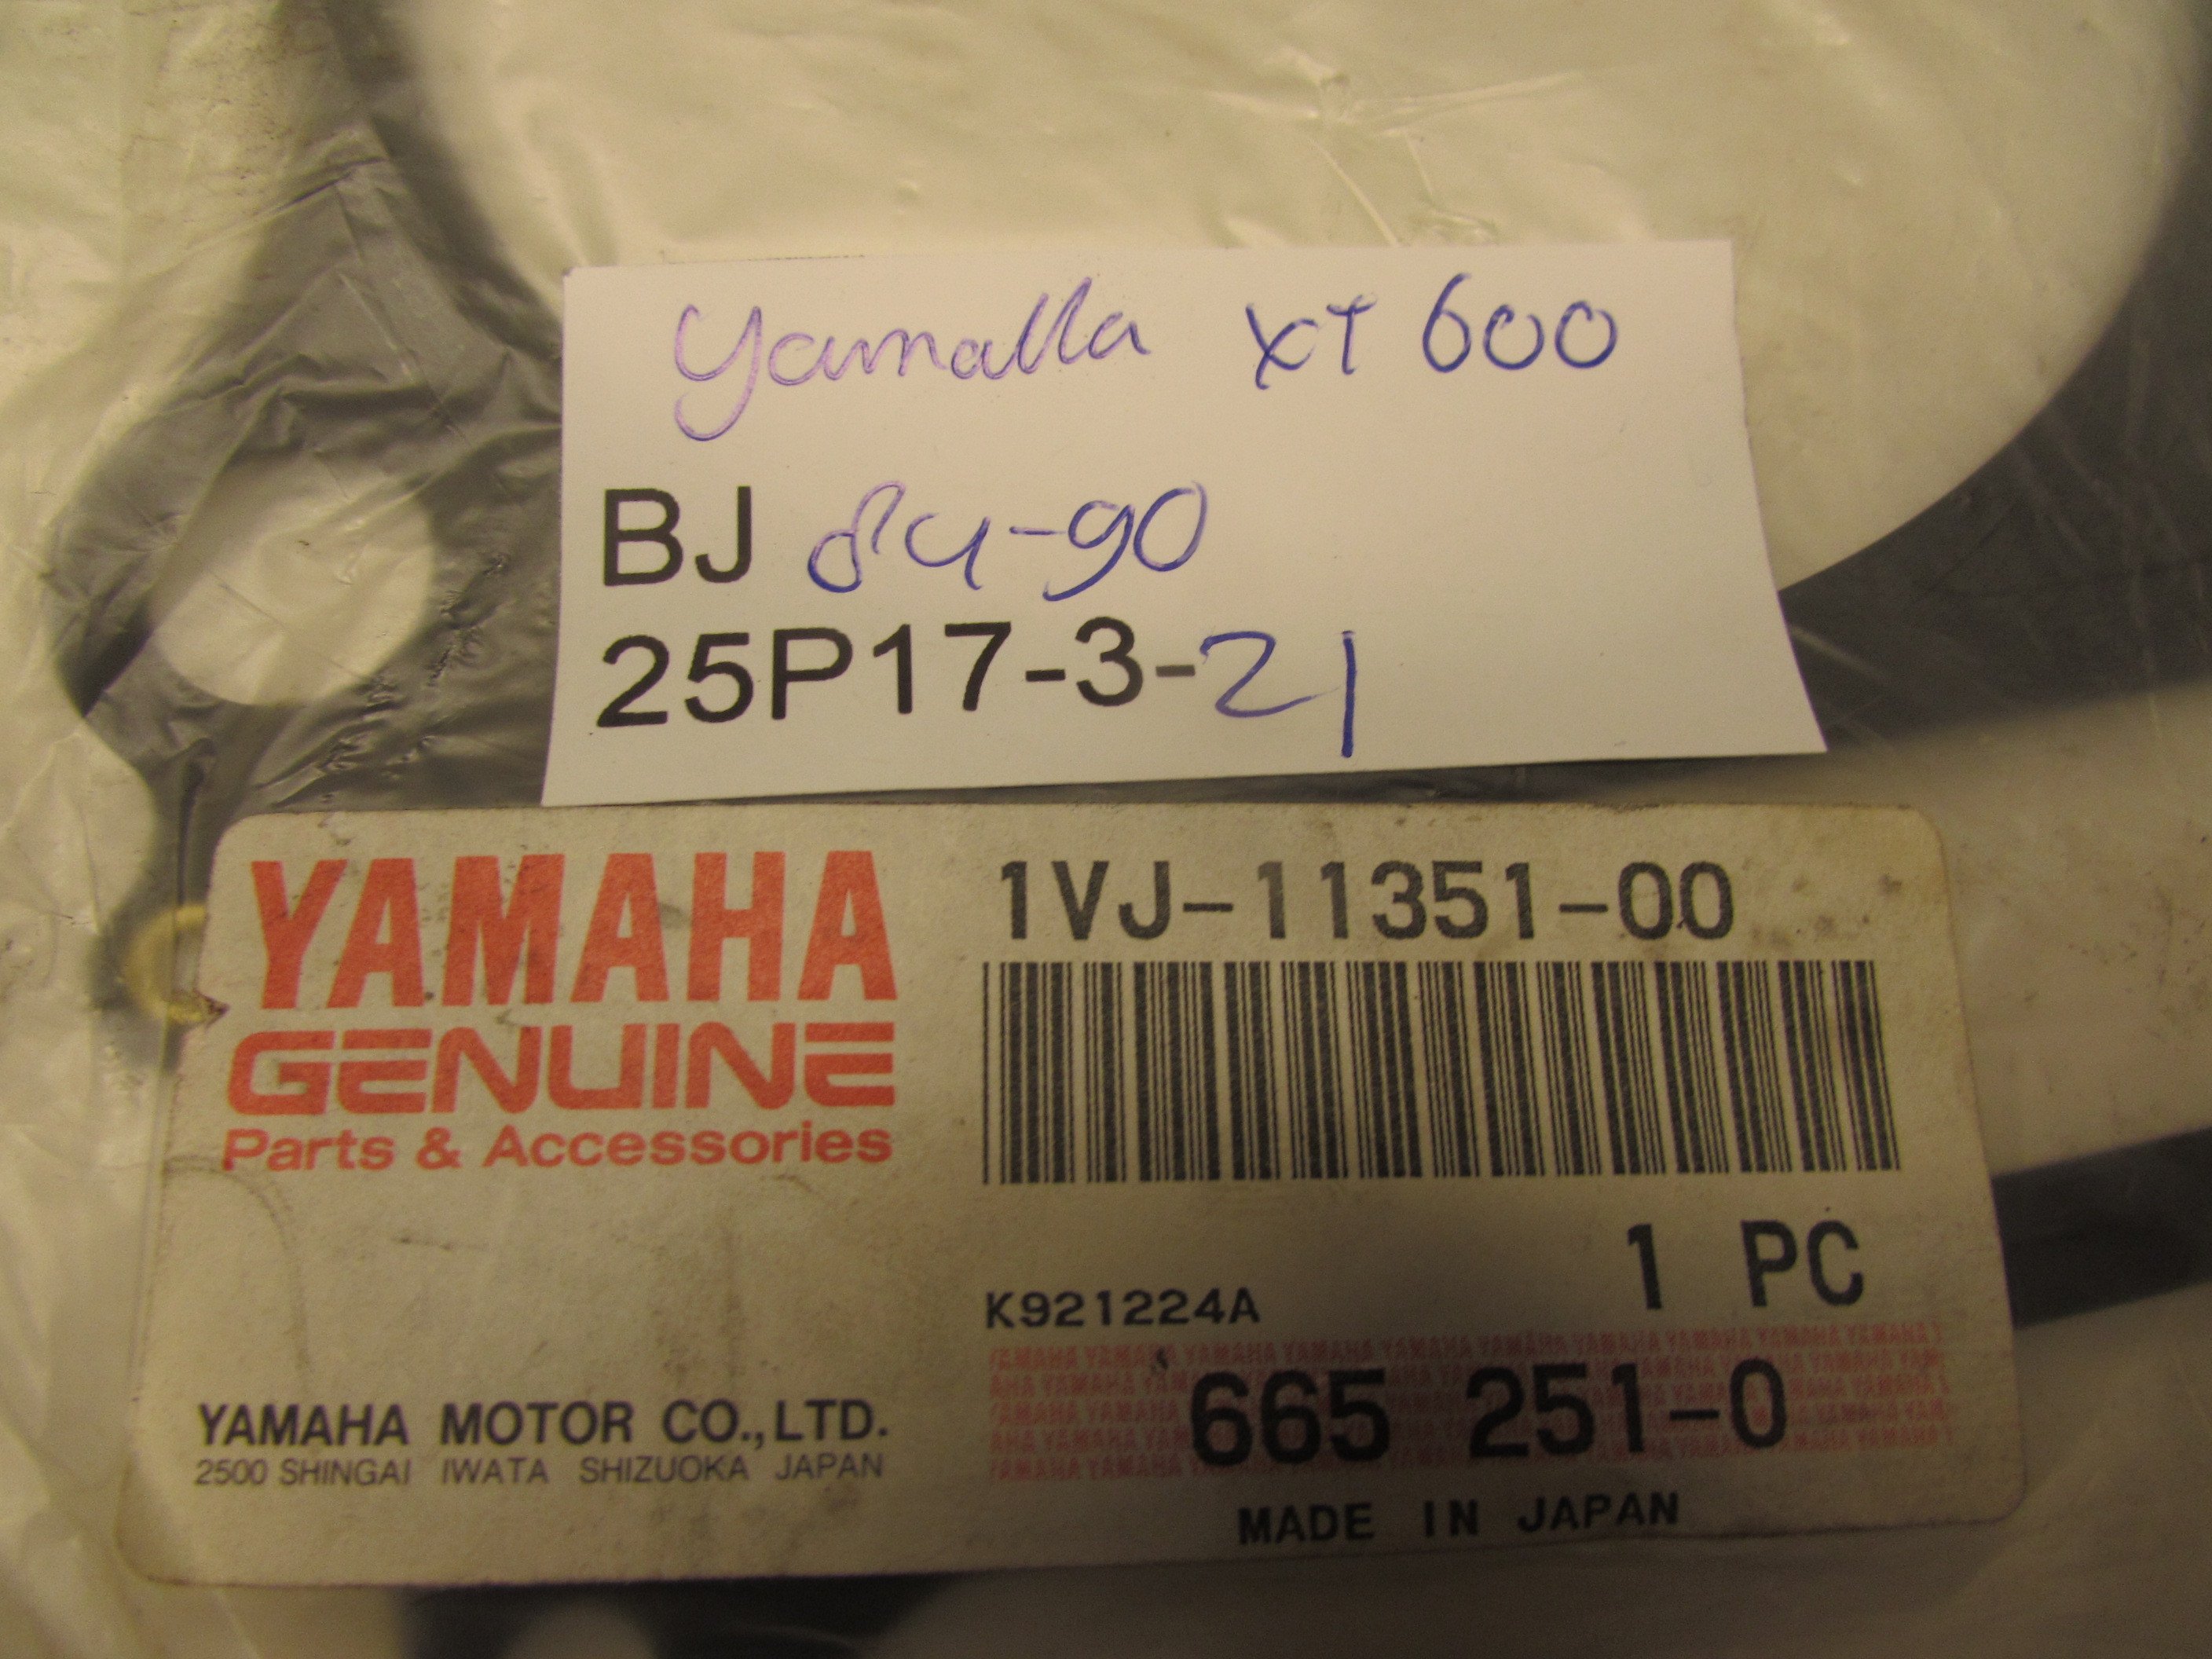 Yamaha XT 600
BJ 84-90
25P17-3-21
YAMAHA
GENUINE
Parts & Accessories
1VJ-11351-00
1 PC
K921224A
665 251-0
YAMAHA MOTOR CO.,LTD.
2500 SHINGAI IWATA SHIZUOKA JAPAN
MADE IN JAPAN